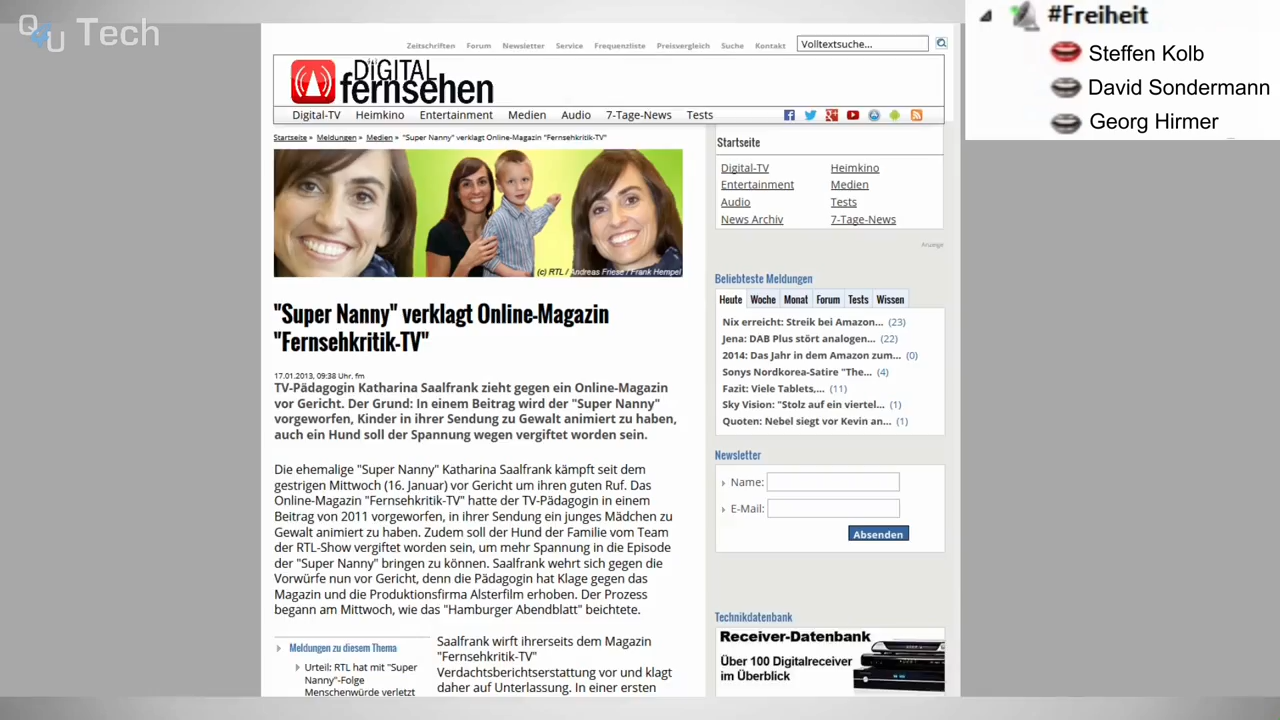 QSU Tech
#Freiheit
Steffen Kolb
David Sondermann
Georg Hirmer
Zeitschriften Forum Newsletter Service Frequenzliste Preisvergleich Suche Kontakt
Volltextsuche...
DiGiTAL
fernsehen
Digital-TV Heimkino Entertainment Medien Audio 7-Tage-News Tests
Startseite » Meldungen » Medien » "Super Nanny" verklagt Online-Magazin "Fernsehkritik-TV"
(c) RTL / Andreas Friese / Frank Hempel
"Super Nanny" verklagt Online-Magazin
"Fernsehkritik-TV"
17.01.2013, 09:38 Uhr, fm
TV-Pädagogin Katharina Saalfrank zieht gegen ein Online-Magazin
vor Gericht. Der Grund: In einem Beitrag wird der "Super Nanny"
vorgeworfen, Kinder in ihrer Sendung zu Gewalt animiert zu haben,
auch ein Hund soll der Spannung wegen vergiftet worden sein.
Die ehemalige "Super Nanny" Katharina Saalfrank kämpft seit dem
gestrigen Mittwoch (16. Januar) vor Gericht um ihren guten Ruf. Das
Online-Magazin "Fernsehkritik-TV" hatte der TV-Pädagogin in einem
Beitrag von 2011 vorgeworfen, in ihrer Sendung ein junges Mädchen zu
Gewalt animiert zu haben. Zudem soll der Hund der Familie vom Team
der RTL-Show vergiftet worden sein, um mehr Spannung in die Episode
der "Super Nanny" bringen zu können. Saalfrank wehrt sich gegen die
Vorwürfe nun vor Gericht, denn die Pädagogin hat Klage gegen das
Magazin und die Produktionsfirma Alsterfilm erhoben. Der Prozess
begann am Mittwoch, wie das "Hamburger Abendblatt" beichtete.
Meldungen zu diesem Thema
Urteil: RTL hat mit "Super
Nanny"-Folge
Menschenwürde verletzt
Saalfrank wirft ihrerseits dem Magazin
"Fernsehkritik-TV"
Verdachtsberichtserstattung vor und klagt
daher auf Unterlassung. In einer ersten
Startseite
Digital-TV Heimkino
Entertainment Medien
Audio Tests
News Archiv 7-Tage-News
Anzeige
Beliebteste Meldungen
Heute Woche Monat Forum Tests Wissen
Nix erreicht: Streik bei Amazon... (23)
Jena: DAB Plus stört analogen... (22)
2014: Das Jahr in dem Amazon zum... (0)
Sonys Nordkorea-Satire "The... (4)
Fazit: Viele Tablets,... (11)
Sky Vision: "Stolz auf ein viertel... (1)
Quoten: Nebel siegt vor Kevin an... (1)
Newsletter
Name:
E-Mail:
Absenden
Technikdatenbank
Receiver-Datenbank
Über 100 Digitalreceiver
im Überblick